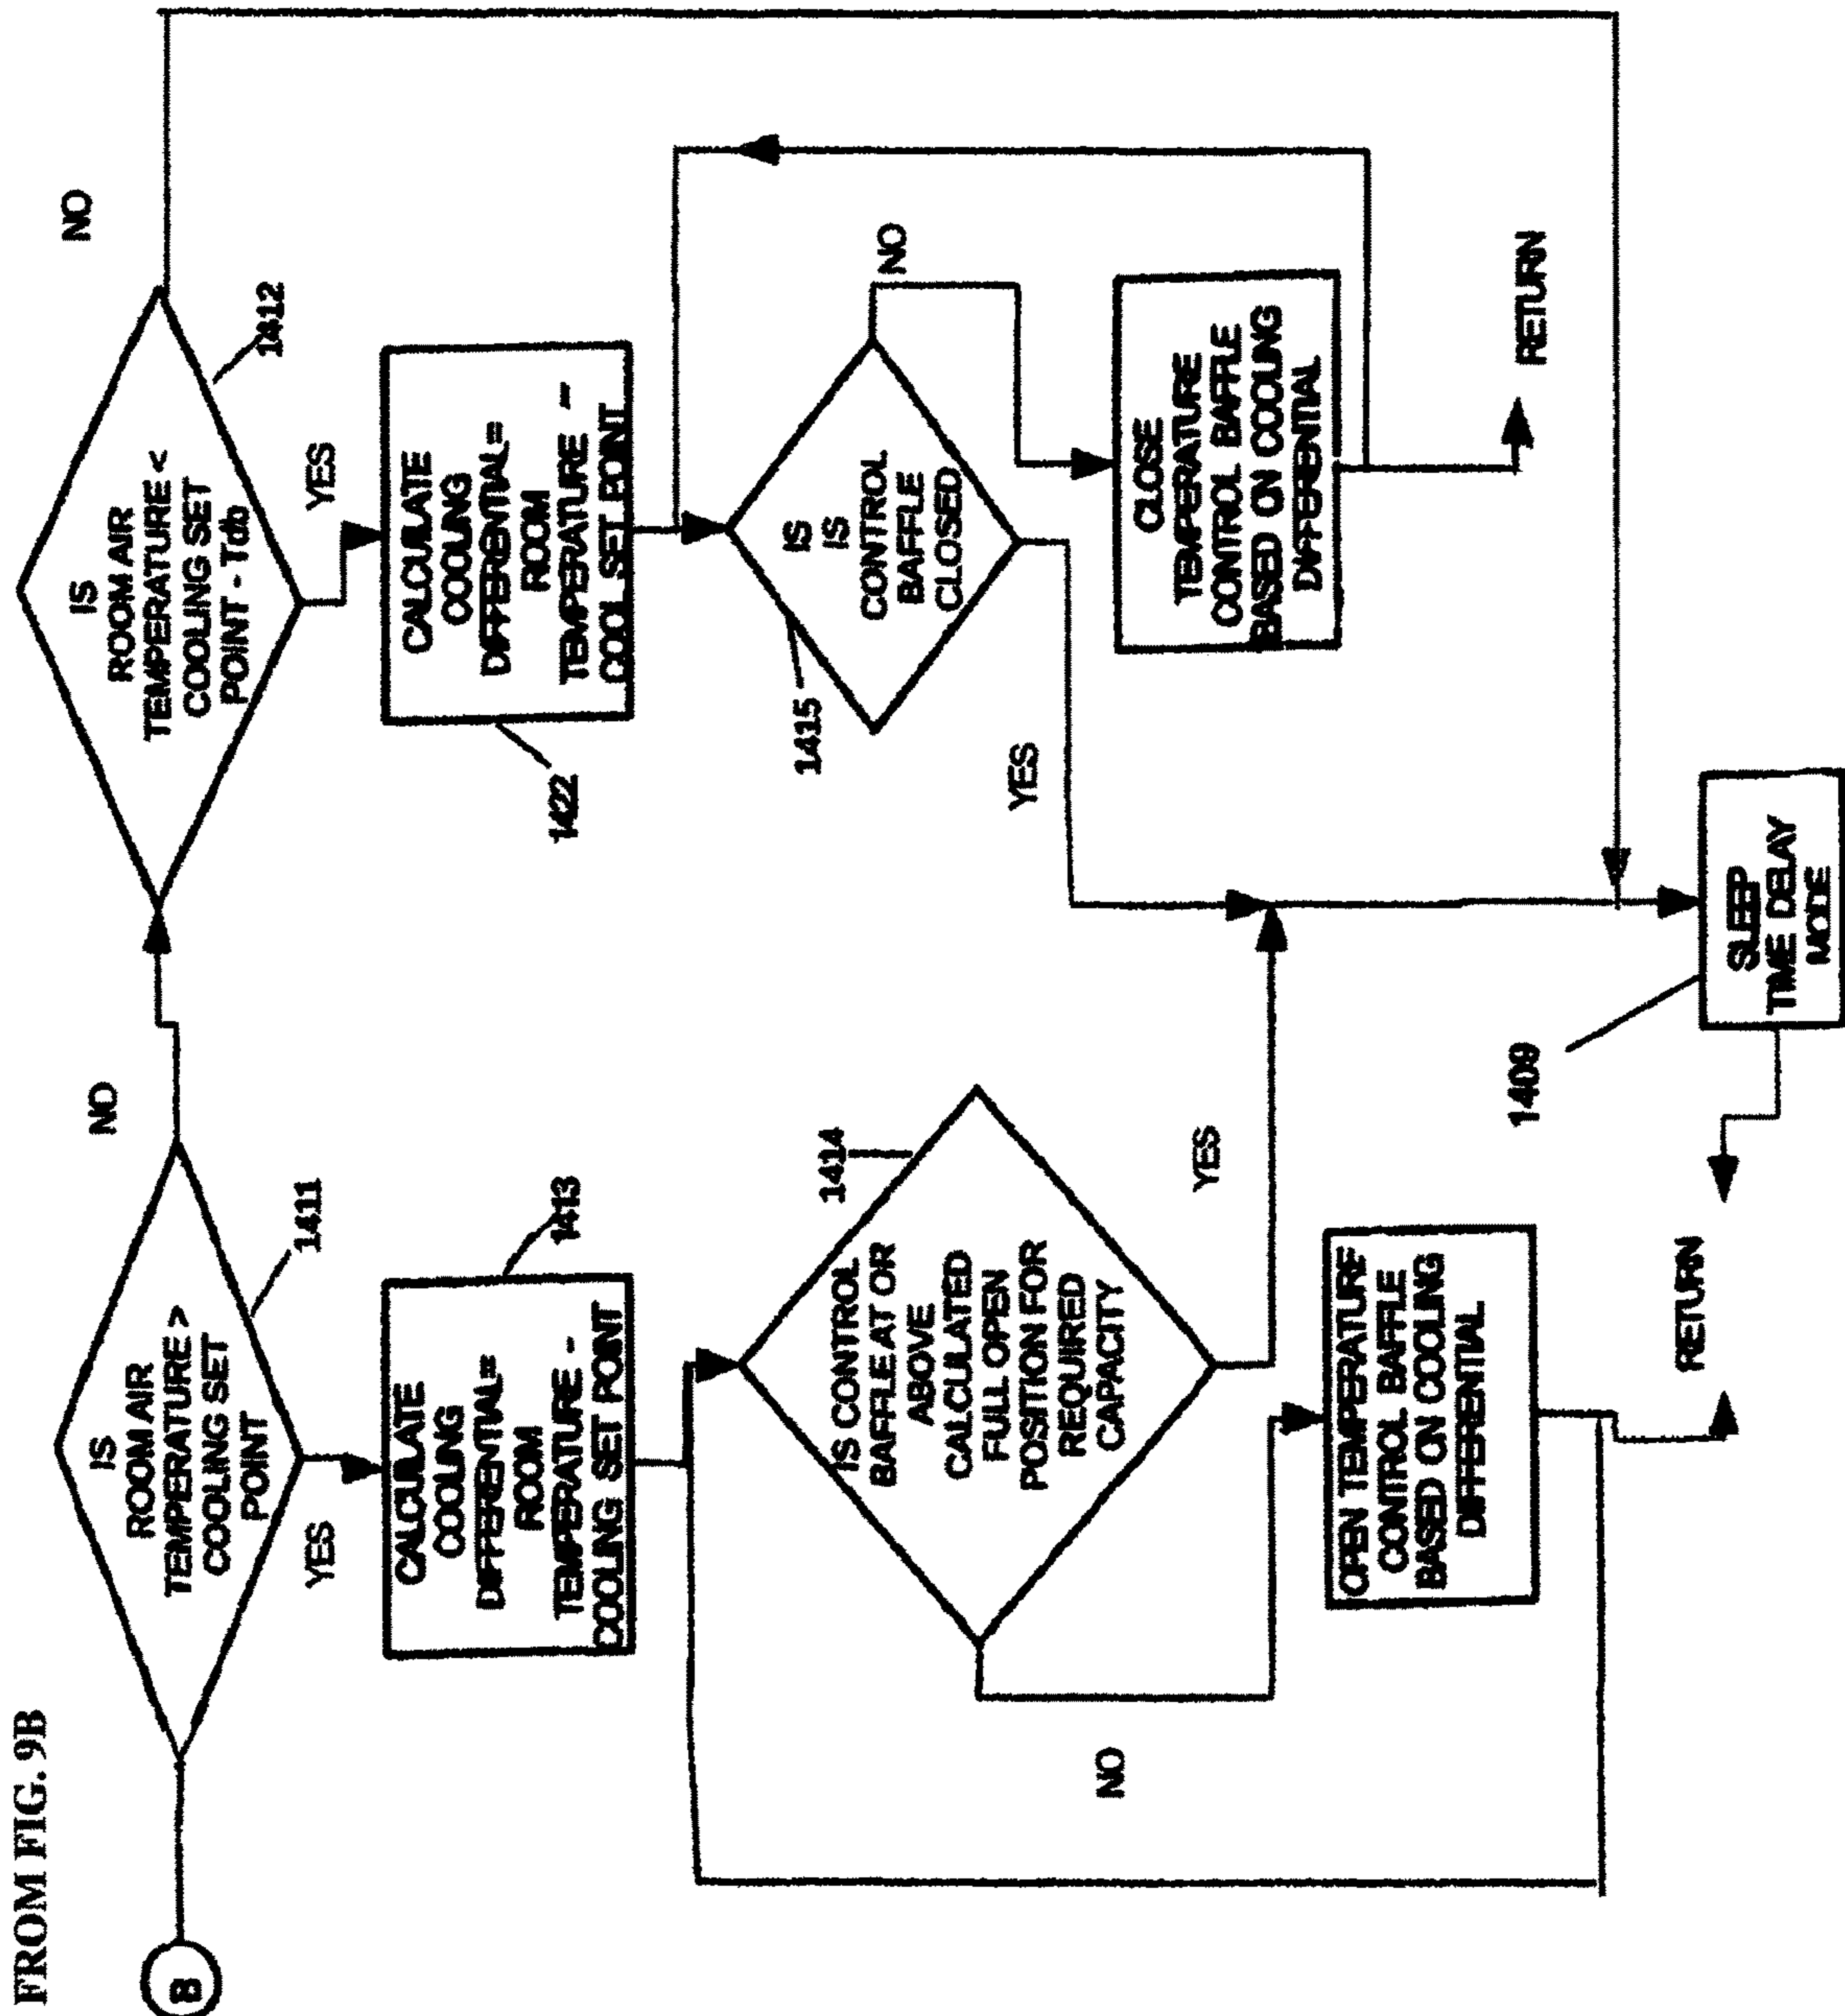 FROM FIG. 9B
B
IS
ROOM AIR
TEMPERATURE >
COOLING SET
POINT
1411
NO
YES
CALCULATE
COOLING
DIFFERENTIAL=
ROOM
TEMPERATURE -
COOLING SET POINT
1413
IS CONTROL
BAFFLE AT OR
ABOVE
CALCULATED
FULL OPEN
POSITION FOR
REQUIRED
CAPACITY
1414
NO
YES
OPEN TEMPERATURE
CONTROL BAFFLE
BASED ON COOLING
DIFFERENTIAL
RETURN
IS
ROOM AIR
TEMPERATURE <
COOLING SET
POINT - Tdb
1412
NO
YES
CALCULATE
COOLING
DIFFERENTIAL=
ROOM
TEMPERATURE -
COOL SET POINT
1422
IS
IS
CONTROL
BAFFLE
CLOSED
1415
NO
YES
CLOSE
TEMPERATURE
CONTROL BAFFLE
BASED ON COOLING
DIFFERENTIAL
RETURN
SLEEP
TIME DELAY
MODE
1409